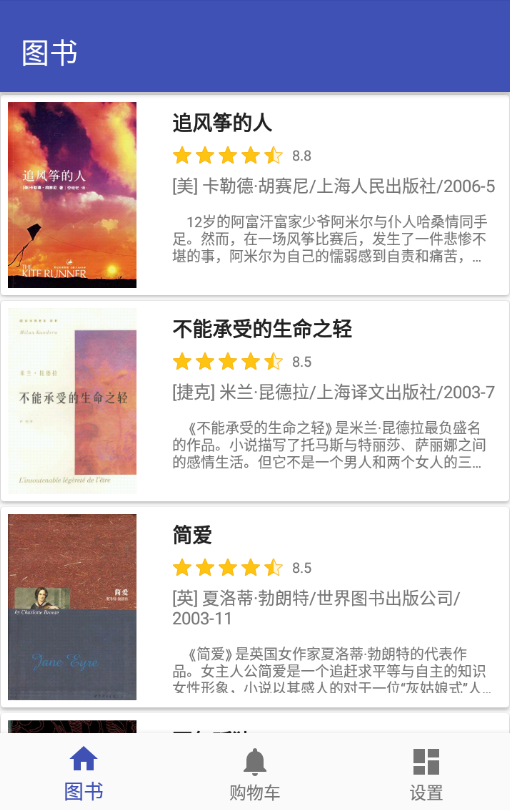 图书
追风筝的人
THE
KITE RUNNER
追风筝的人
8.8
[美] 卡勒德·胡赛尼/上海人民出版社/2006-5
12岁的阿富汗富家少爷阿米尔与仆人哈桑情同手
足。然而，在一场风筝比赛后，发生了一件悲惨不
堪的事，阿米尔为自己的懦弱感到自责和痛苦，…
Milan Kundera
米兰·昆德拉
不能承受的生命之轻
L'insoutenable légèreté de l'être
不能承受的生命之轻
8.5
[捷克] 米兰·昆德拉/上海译文出版社/2003-7
《不能承受的生命之轻》是米兰·昆德拉最负盛名
的作品。小说描写了托马斯与特丽莎、萨丽娜之间
的感情生活。但它不是一个男人和两个女人的三…
简爱
Charlotte Bronte
Jane Eyre
简爱
8.5
[英] 夏洛蒂·勃朗特/世界图书出版公司/
2003-11
《简爱》是英国女作家夏洛蒂·勃朗特的代表作
品。女主人公简爱是一个追赶求平等与自主的知识
女性形象，小说以其感人的对于一位“灰姑娘式”人…
图书
购物车
设置